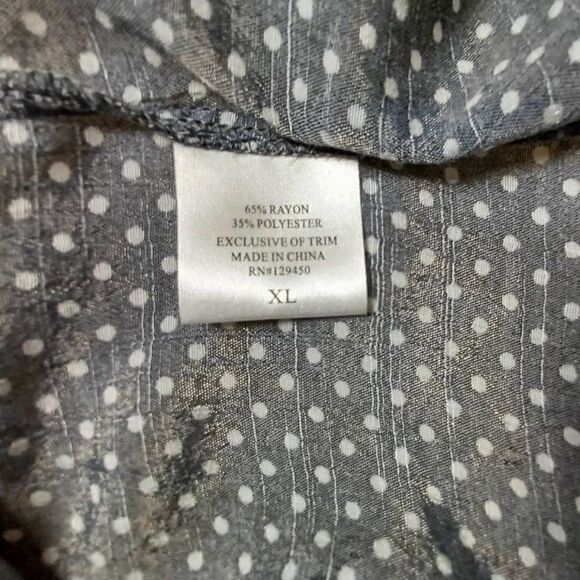 65% RAYON
35% POLYESTER
EXCLUSIVE OF TRIM
MADE IN CHINA
RN#129450
XL